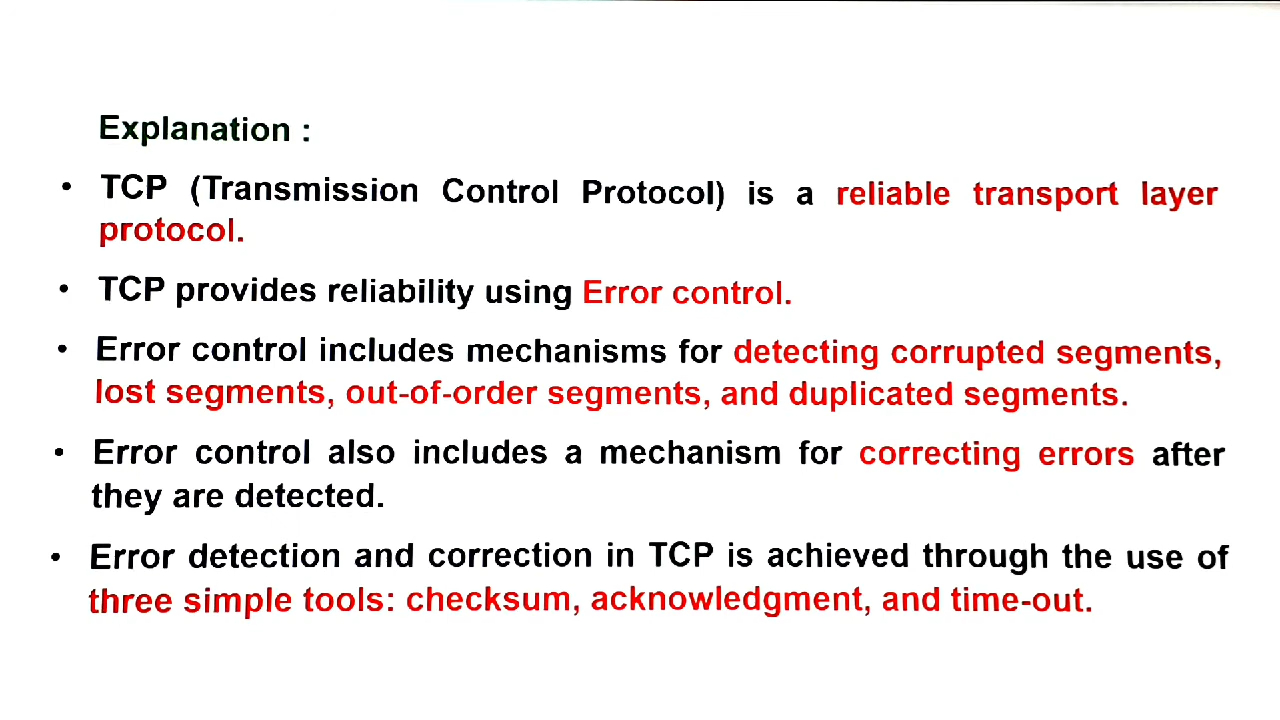 Explanation :
• TCP (Transmission Control Protocol) is a reliable transport layer
protocol.
• TCP provides reliability using Error control.
• Error control includes mechanisms for detecting corrupted segments,
lost segments, out-of-order segments, and duplicated segments.
• Error control also includes a mechanism for correcting errors after
they are detected.
• Error detection and correction in TCP is achieved through the use of
three simple tools: checksum, acknowledgment, and time-out.